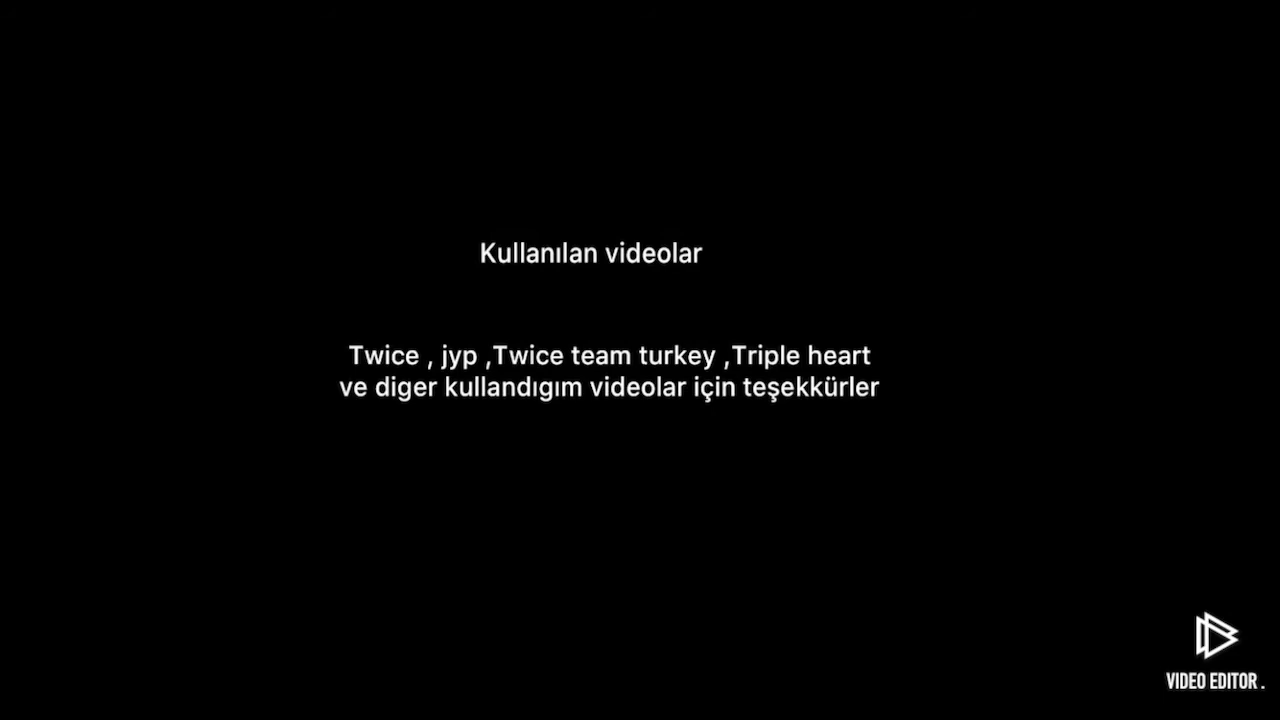 Kullanılan videolar
Twice , jyp ,Twice team turkey ,Triple heart
ve diger kullandıgım videolar için teşekkürler
VIDEO EDITOR .